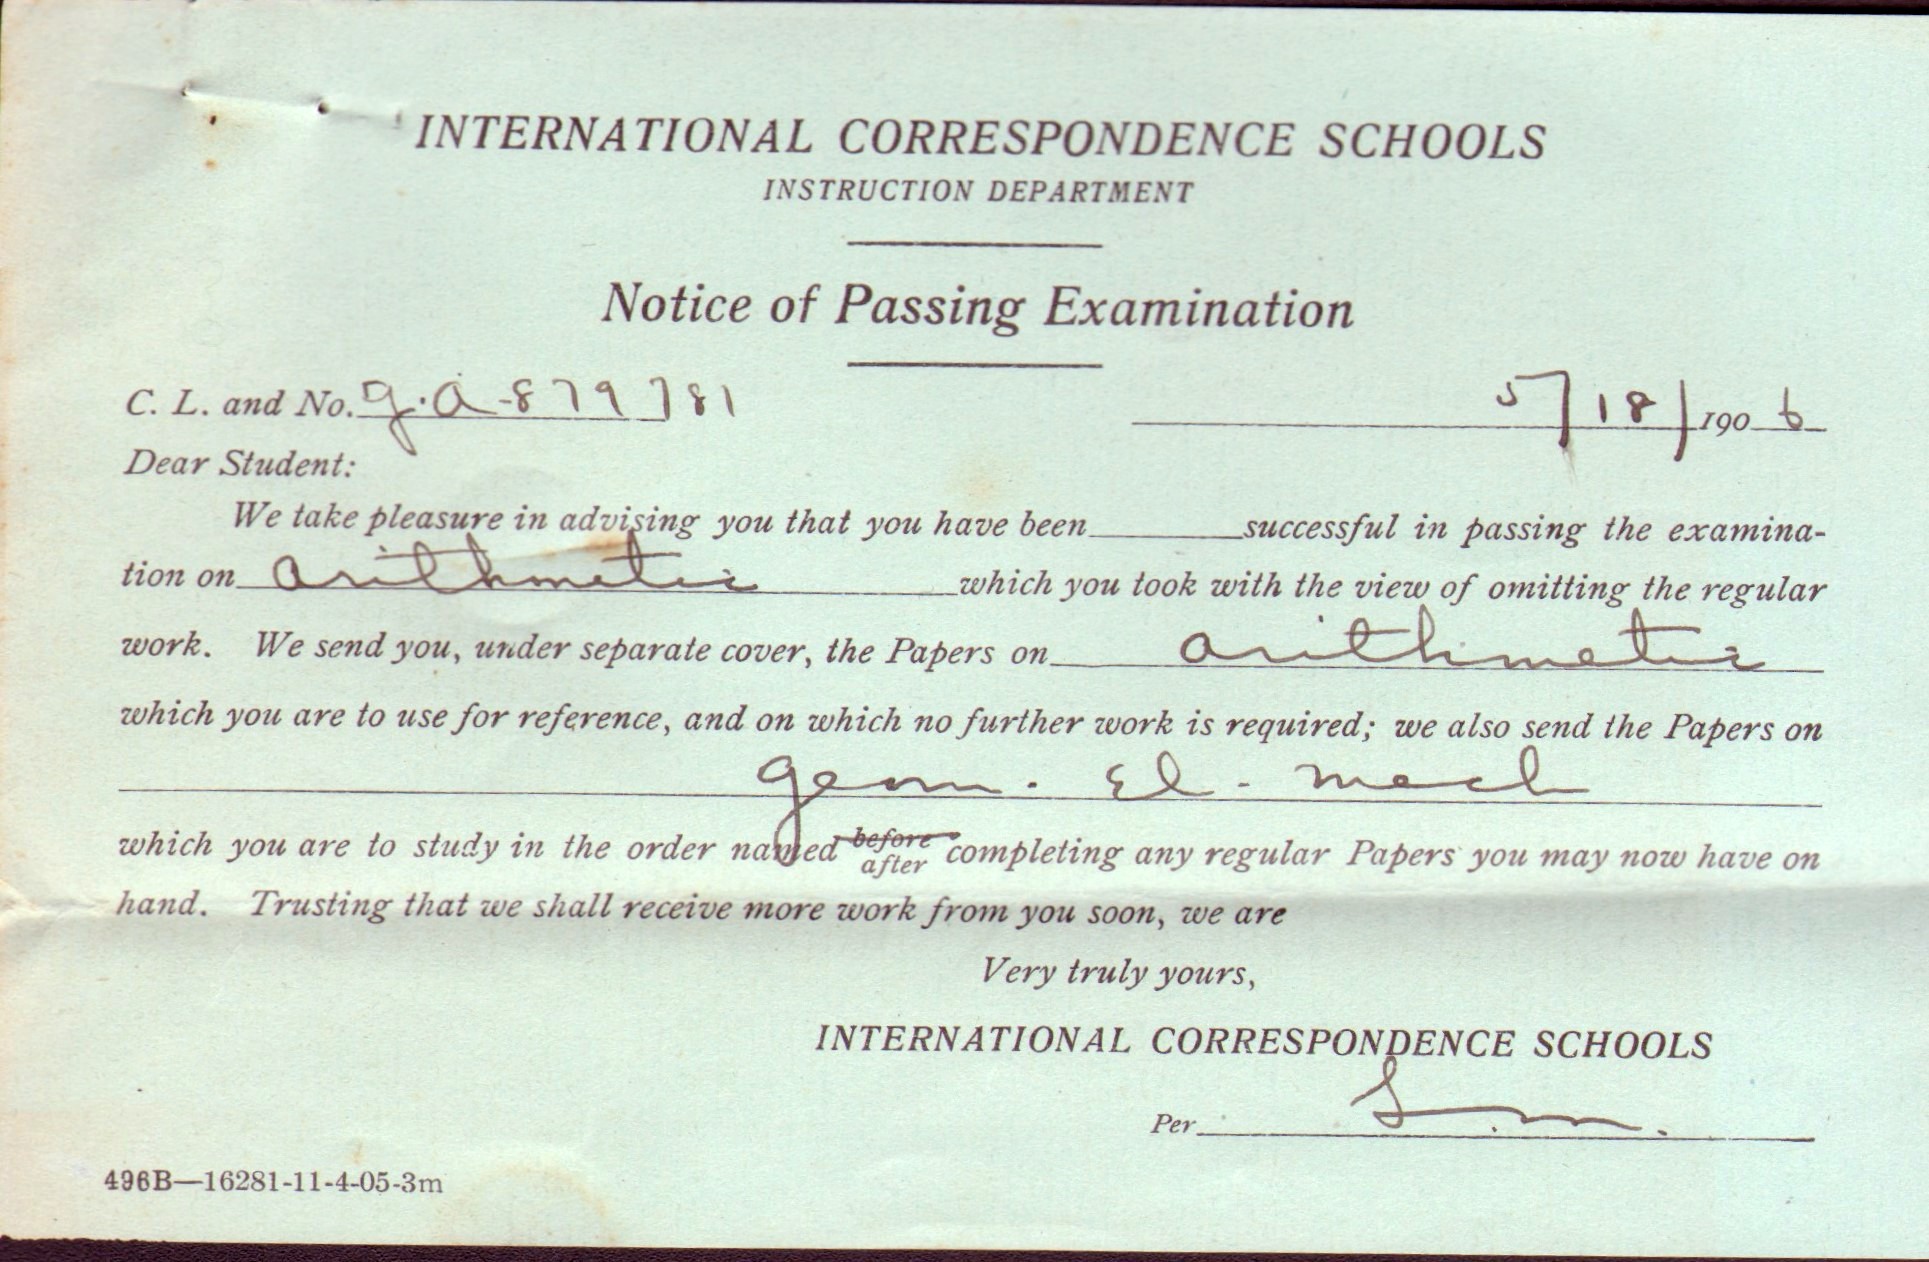 INTERNATIONAL CORRESPONDENCE SCHOOLS
INSTRUCTION DEPARTMENT
Notice of Passing Examination
C. L. and No. g.a-879781 5/18/1906
Dear Student:
We take pleasure in advising you that you have been successful in passing the examina-
tion on arithmetic which you took with the view of omitting the regular
work. We send you, under separate cover, the Papers on arithmetic
which you are to use for reference, and on which no further work is required; we also send the Papers on
Geom. El. Mech
which you are to study in the order named before after completing any regular Papers you may now have on
hand. Trusting that we shall receive more work from you soon, we are
Very truly yours,
INTERNATIONAL CORRESPONDENCE SCHOOLS
Per S.m.
496B—16281-11-4-05-3m